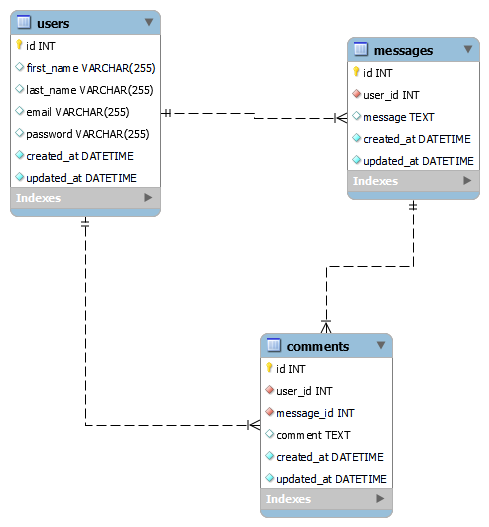 users
id INT
first_name VARCHAR(255)
last_name VARCHAR(255)
email VARCHAR(255)
password VARCHAR(255)
created_at DATETIME
updated_at DATETIME
Indexes
messages
id INT
user_id INT
message TEXT
created_at DATETIME
updated_at DATETIME
Indexes
comments
id INT
user_id INT
message_id INT
comment TEXT
created_at DATETIME
updated_at DATETIME
Indexes